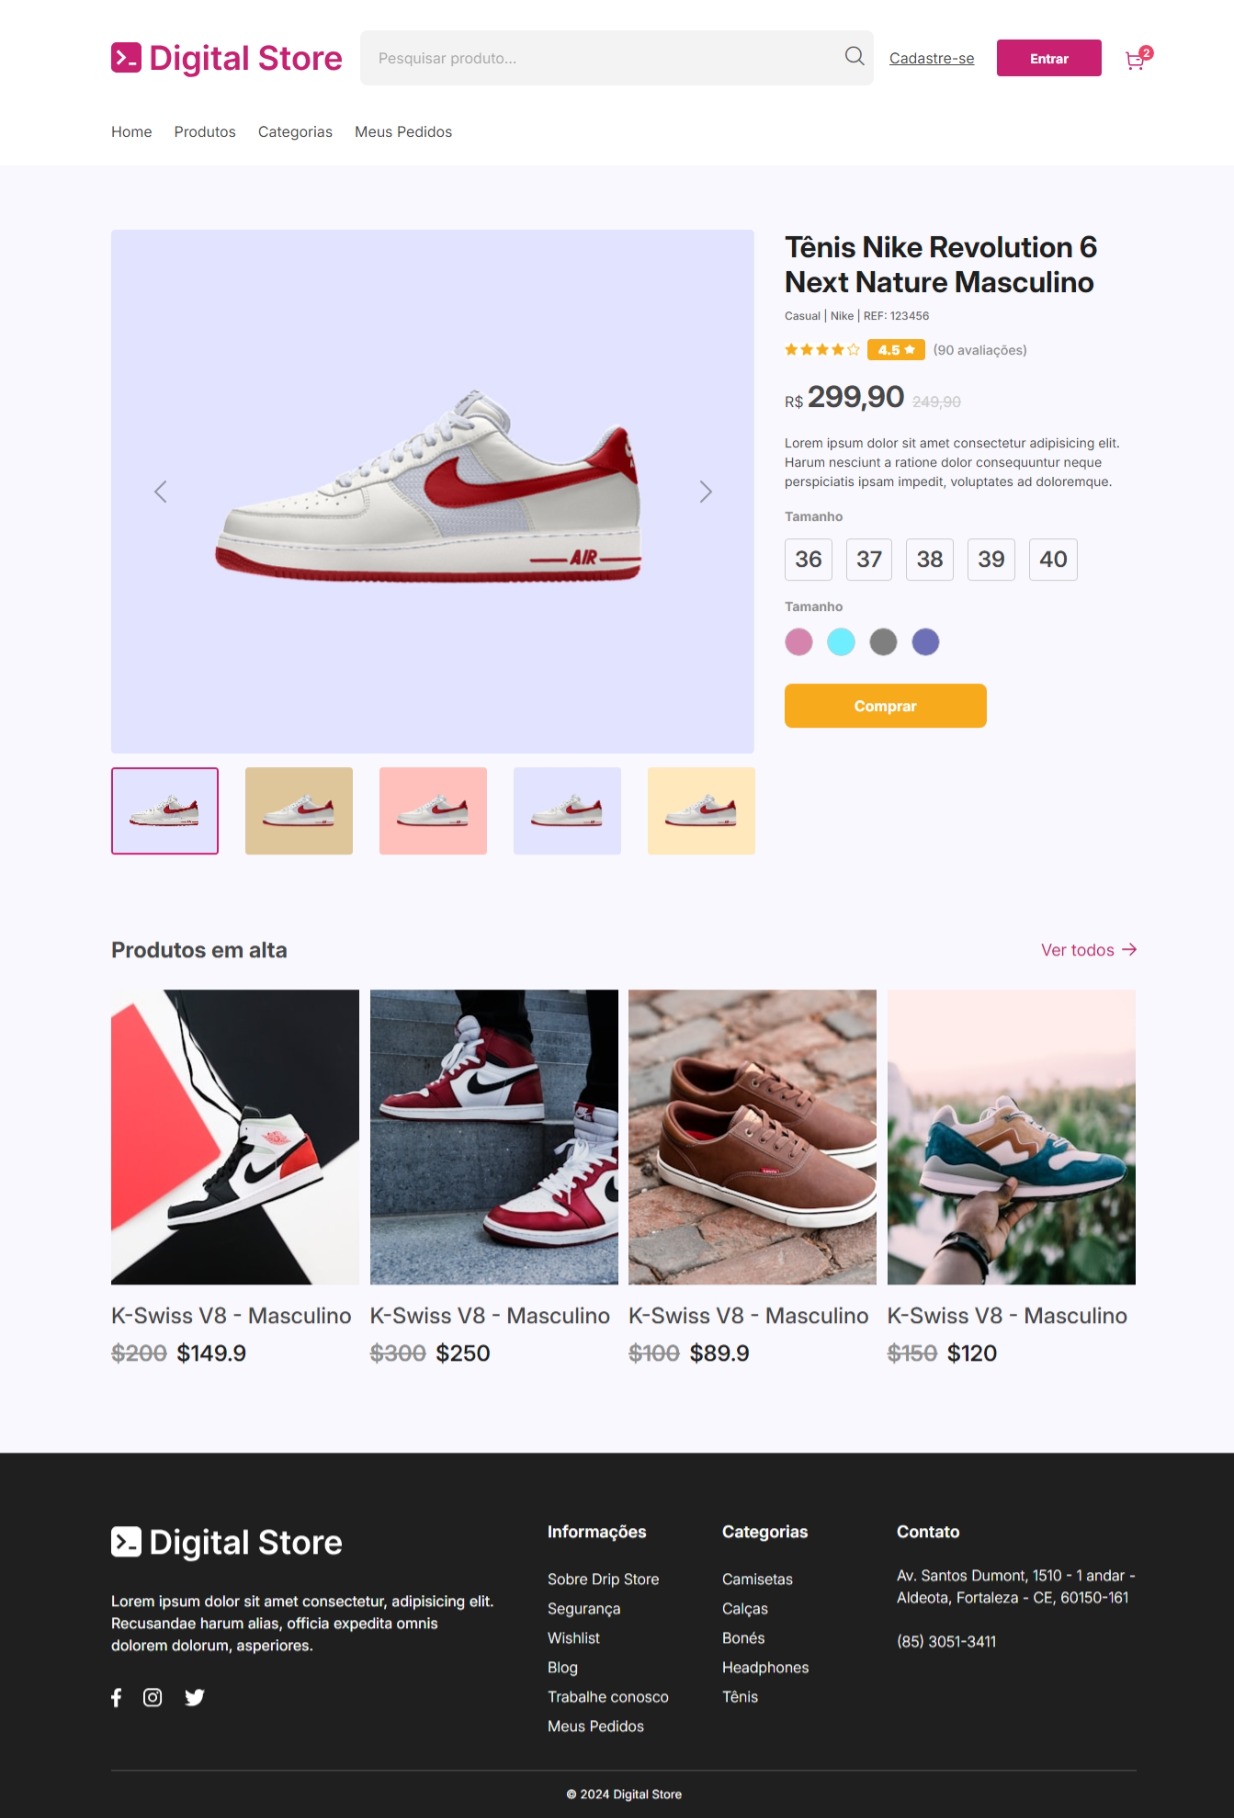 Digital Store
Pesquisar produto...
Cadastre-se
Entrar
2
Home Produtos Categorias Meus Pedidos
Tênis Nike Revolution 6
Next Nature Masculino
Casual | Nike | REF: 123456
4.5
(90 avaliações)
R$ 299,90 249,90
Lorem ipsum dolor sit amet consectetur adipisicing elit.
Harum nesciunt a ratione dolor consequuntur neque
perspiciatis ipsam impedit, voluptates ad doloremque.
Tamanho
36 37 38 39 40
Tamanho
Comprar
AIR
Produtos em alta
Ver todos
K-Swiss V8 - Masculino
$200 $149.9
K-Swiss V8 - Masculino
$300 $250
K-Swiss V8 - Masculino
$100 $89.9
K-Swiss V8 - Masculino
$150 $120
Digital Store
Lorem ipsum dolor sit amet consectetur, adipisicing elit.
Recusandae harum alias, officia expedita omnis
dolorem dolorum, asperiores.
Informações
Sobre Drip Store
Segurança
Wishlist
Blog
Trabalhe conosco
Meus Pedidos
Categorias
Camisetas
Calças
Bonés
Headphones
Tênis
Contato
Av. Santos Dumont, 1510 - 1 andar -
Aldeota, Fortaleza - CE, 60150-161
(85) 3051-3411
© 2024 Digital Store